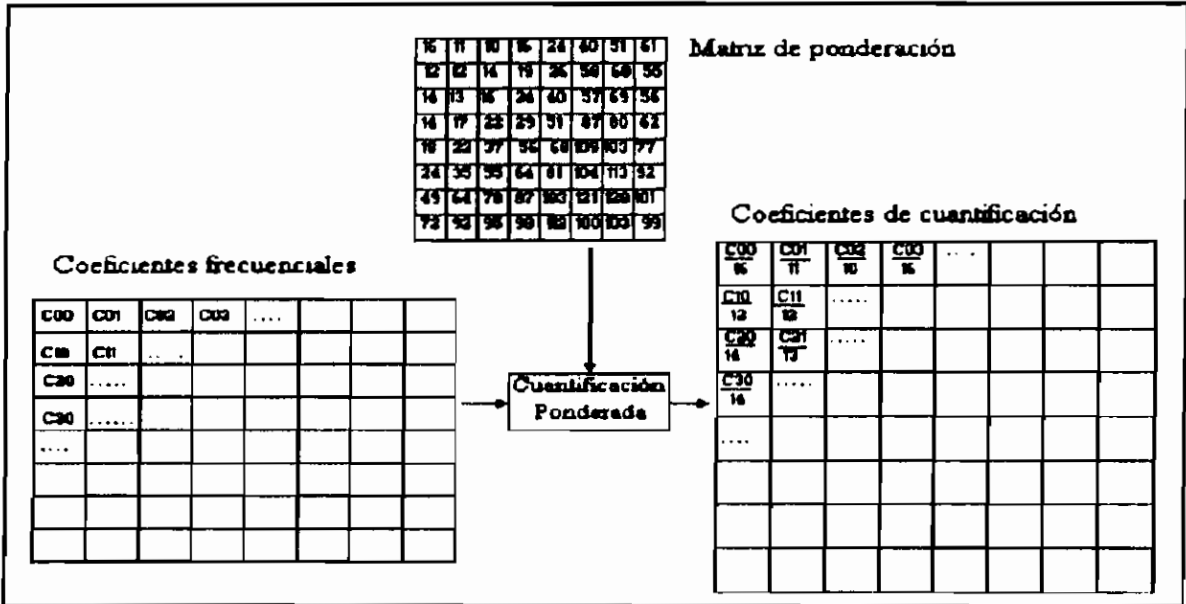 Matriz de ponderación
16 11 10 16 24 40 51 61
12 12 14 19 26 58 60 55
14 13 16 24 40 57 69 56
14 17 22 29 51 87 80 62
18 22 37 56 68 109 103 77
24 35 55 64 81 104 113 92
49 64 78 87 103 121 120 101
72 92 95 98 112 100 103 99
Coeficientes frecuenciales
C00 C01 C02 C03 ....
C10 C11 .....
C20 .....
C30 ......
....
Cuantificación
Ponderada
Coeficientes de cuantificación
C00 C01 C02 C03 ....
16 11 10 16
C10 C11 .....
12 12
C20 C21 .....
14 13
C30 .....
14
....